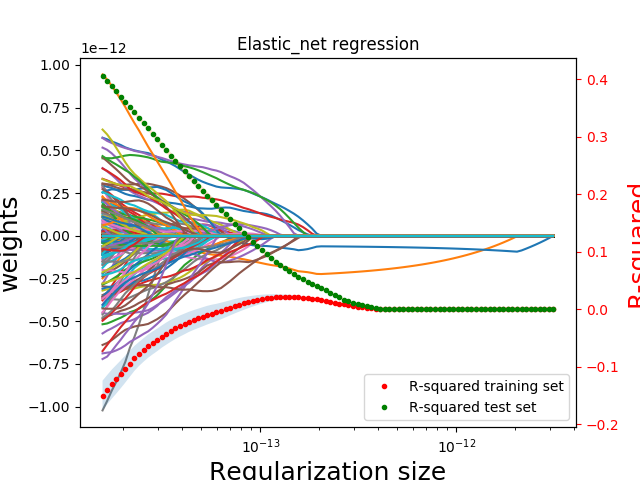 Elastic_net regression
1e−12
1.00
0.75
0.50
0.25
0.00
−0.25
−0.50
−0.75
−1.00
weights
0.4
0.3
0.2
0.1
0.0
−0.1
−0.2
R-squared
R-squared training set
R-squared test set
10−13
10−12
Regularization size